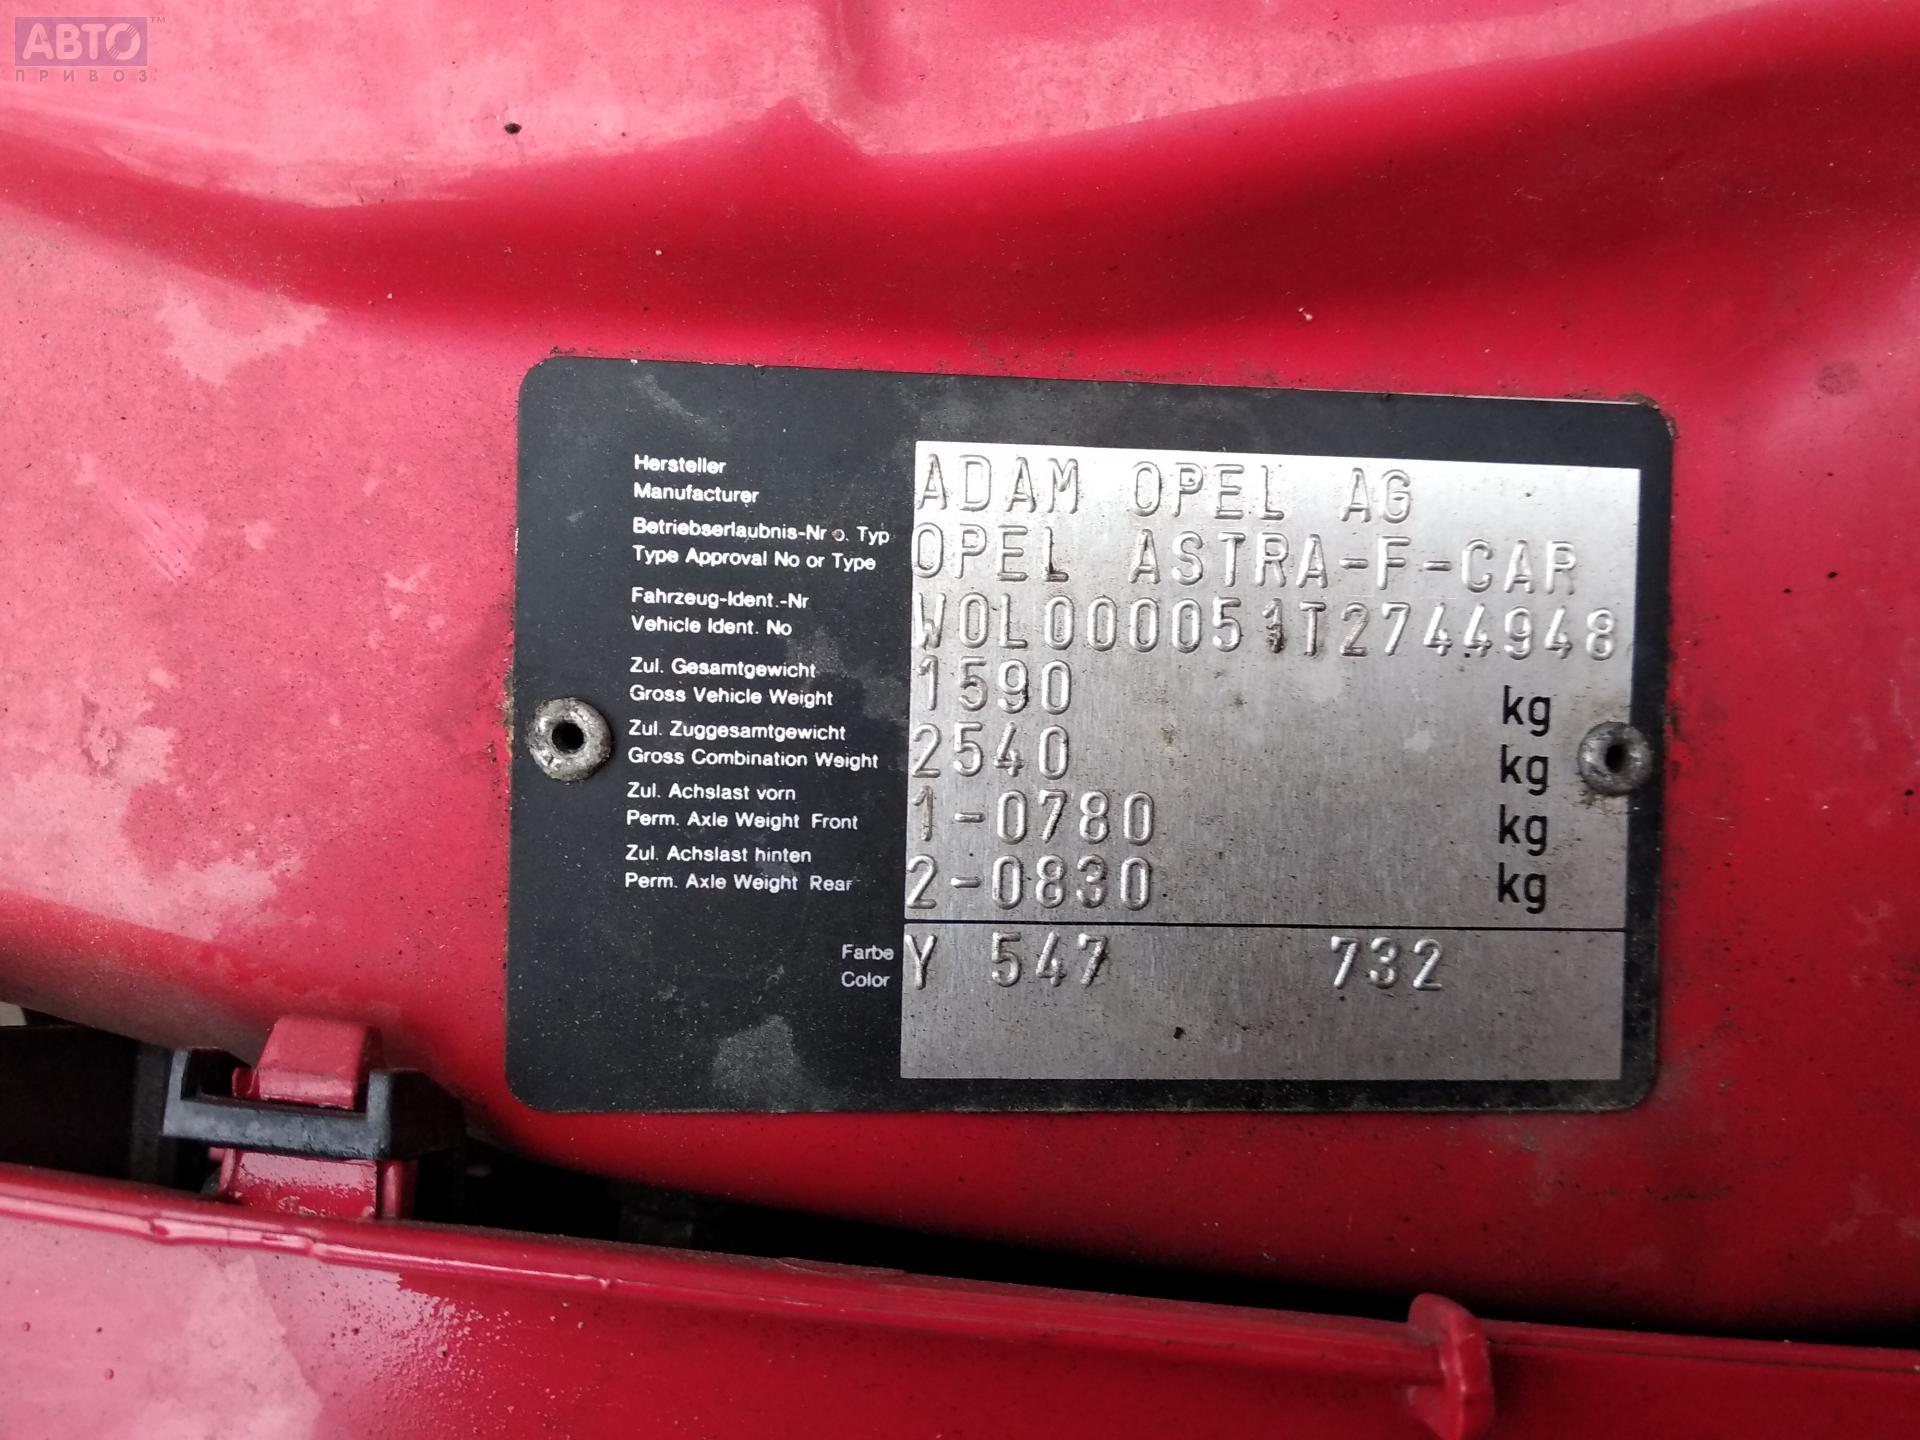 АВТО™
ПРИВОЗ
Hersteller
Manufacturer
ADAM OPEL AG
Betriebserlaubnis-Nr o. Typ
Type Approval No or Type
OPEL ASTRA-F-CAR
Fahrzeug-Ident.-Nr
Vehicle Ident. No
W0L000051T2744948
Zul. Gesamtgewicht
Gross Vehicle Weight
1590 kg
Zul. Zuggesamtgewicht
Gross Combination Weight
2540 kg
Zul. Achslast vorn
Perm. Axle Weight Front
1-0780 kg
Zul. Achslast hinten
Perm. Axle Weight Rear
2-0830 kg
Farbe
Color
Y 547 732